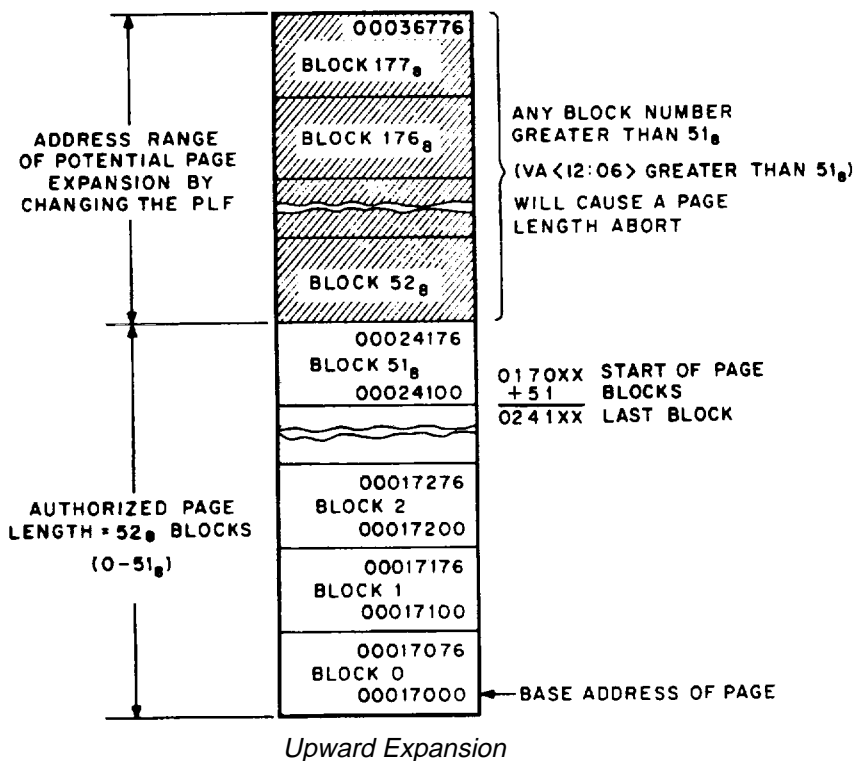 00036776
BLOCK 177₈
BLOCK 176₈
BLOCK 52₈
ADDRESS RANGE
OF POTENTIAL PAGE
EXPANSION BY
CHANGING THE PLF
ANY BLOCK NUMBER
GREATER THAN 51₈
(VA<12:06> GREATER THAN 51₈)
WILL CAUSE A PAGE
LENGTH ABORT
00024176
BLOCK 51₈
00024100
0170XX START OF PAGE
+51 BLOCKS
0241XX LAST BLOCK
AUTHORIZED PAGE
LENGTH = 52₈ BLOCKS
(0-51₈)
00017276
BLOCK 2
00017200
00017176
BLOCK 1
00017100
00017076
BLOCK 0
00017000
BASE ADDRESS OF PAGE
Upward Expansion